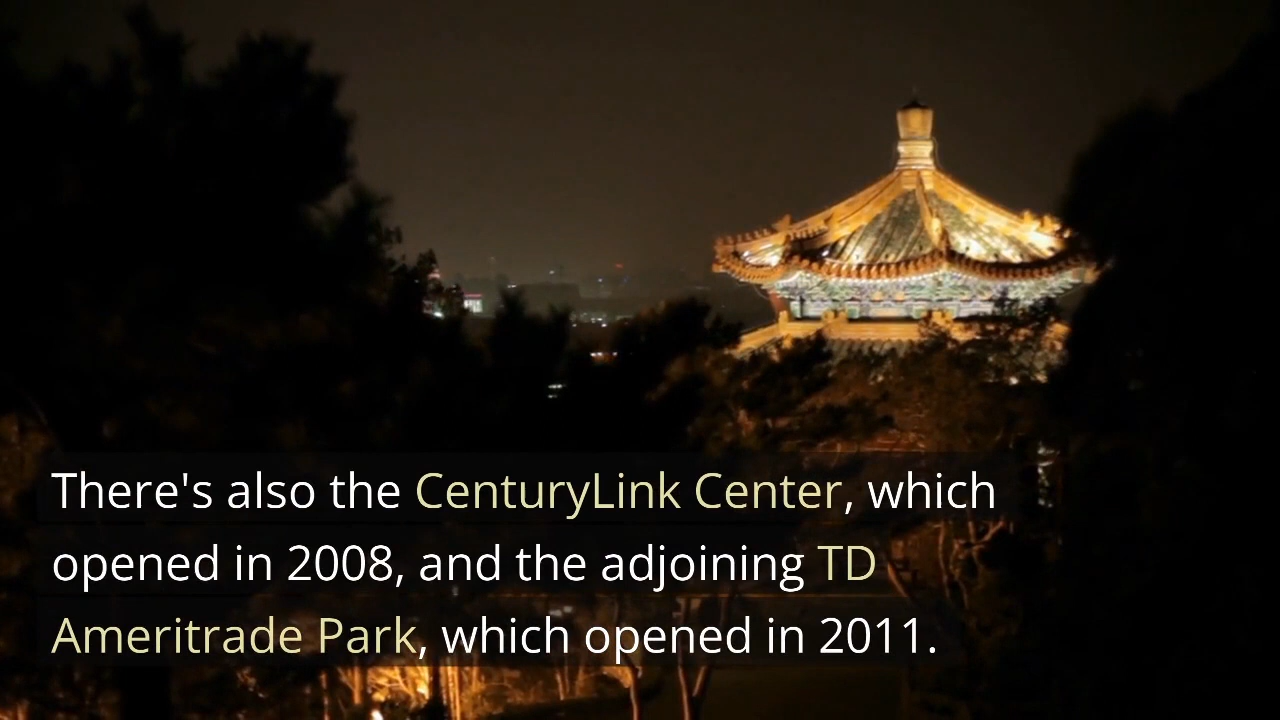 There's also the CenturyLink Center, which
opened in 2008, and the adjoining TD
Ameritrade Park, which opened in 2011.